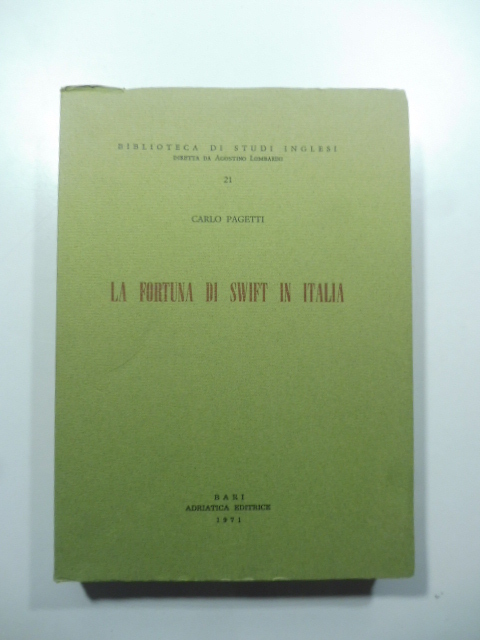 BIBLIOTECA DI STUDI INGLESI
DIRETTA DA AGOSTINO LOMBARDO
21
CARLO PAGETTI
LA FORTUNA DI SWIFT IN ITALIA
BARI
ADRIATICA EDITRICE
1971